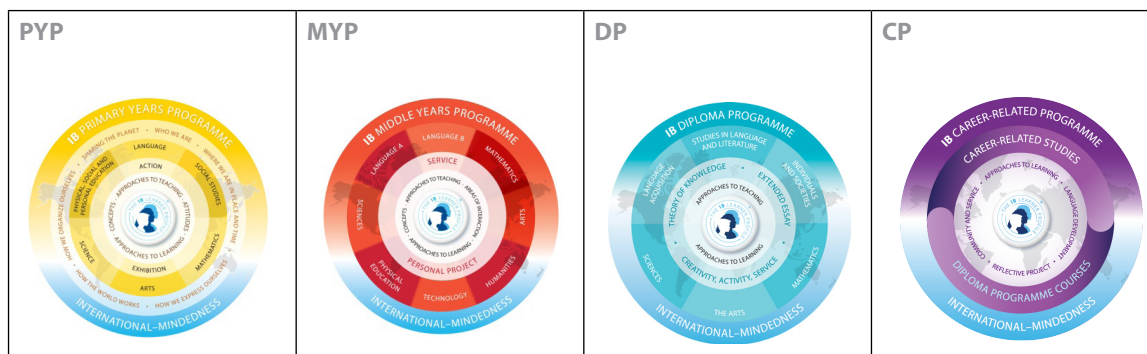 PYP
IB PRIMARY YEARS PROGRAMME
SHARING THE PLANET
WHO WE ARE
WHERE WE ARE IN PLACE AND TIME
HOW WE EXPRESS OURSELVES
HOW THE WORLD WORKS
HOW WE ORGANIZE OURSELVES
LANGUAGE
SOCIAL STUDIES
MATHEMATICS
ARTS
SCIENCE
PHYSICAL, SOCIAL AND
PERSONAL EDUCATION
ACTION
EXHIBITION
APPROACHES TO TEACHING
ATTITUDES
APPROACHES TO LEARNING
CONCEPTS
INTERNATIONAL–MINDEDNESS
MYP
IB MIDDLE YEARS PROGRAMME
LANGUAGE A
LANGUAGE B
MATHEMATICS
ARTS
HUMANITIES
TECHNOLOGY
PHYSICAL
EDUCATION
SCIENCES
SERVICE
PERSONAL PROJECT
APPROACHES TO TEACHING
AREAS OF INTERACTION
APPROACHES TO LEARNING
CONCEPTS
INTERNATIONAL–MINDEDNESS
DP
IB DIPLOMA PROGRAMME
STUDIES IN LANGUAGE
AND LITERATURE
INDIVIDUALS
AND SOCIETIES
MATHEMATICS
THE ARTS
SCIENCES
LANGUAGE
ACQUISITION
THEORY OF KNOWLEDGE
EXTENDED ESSAY
CREATIVITY, ACTIVITY, SERVICE
APPROACHES TO TEACHING
APPROACHES TO LEARNING
INTERNATIONAL–MINDEDNESS
CP
IB CAREER-RELATED PROGRAMME
CAREER-RELATED STUDIES
APPROACHES TO LEARNING
LANGUAGE DEVELOPMENT
REFLECTIVE PROJECT
COMMUNITY AND SERVICE
DIPLOMA PROGRAMME COURSES
INTERNATIONAL–MINDEDNESS